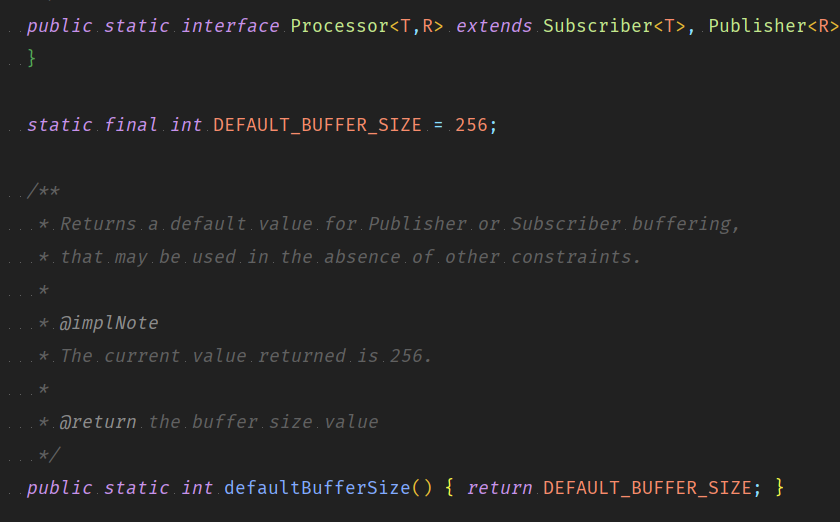 public static interface Processor<T,R> extends Subscriber<T>, Publisher<R>
}
static final int DEFAULT_BUFFER_SIZE = 256;
/**
* Returns a default value for Publisher or Subscriber buffering,
* that may be used in the absence of other constraints.
*
* @implNote
* The current value returned is 256.
*
* @return the buffer size value
*/
public static int defaultBufferSize() { return DEFAULT_BUFFER_SIZE; }